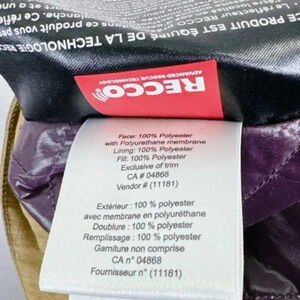 PRODUIT EST ÉQUIPÉ
DE LA TECHNOLOGIE
RECCO
ADVANCED RESCUE TECHNOLOGY
Face: 100% Polyester
with Polyurethane membrane
Lining: 100% Polyester
Fill: 100% Polyester
Exclusive of trim
CA # 04868
Vendor # (11181)
Extérieur : 100 % polyester
avec membrane en polyuréthane
Doublure : 100 % polyester
Remplissage : 100 % polyester
Garniture non comprise
CA n° 04868
Fournisseur n° (11181)